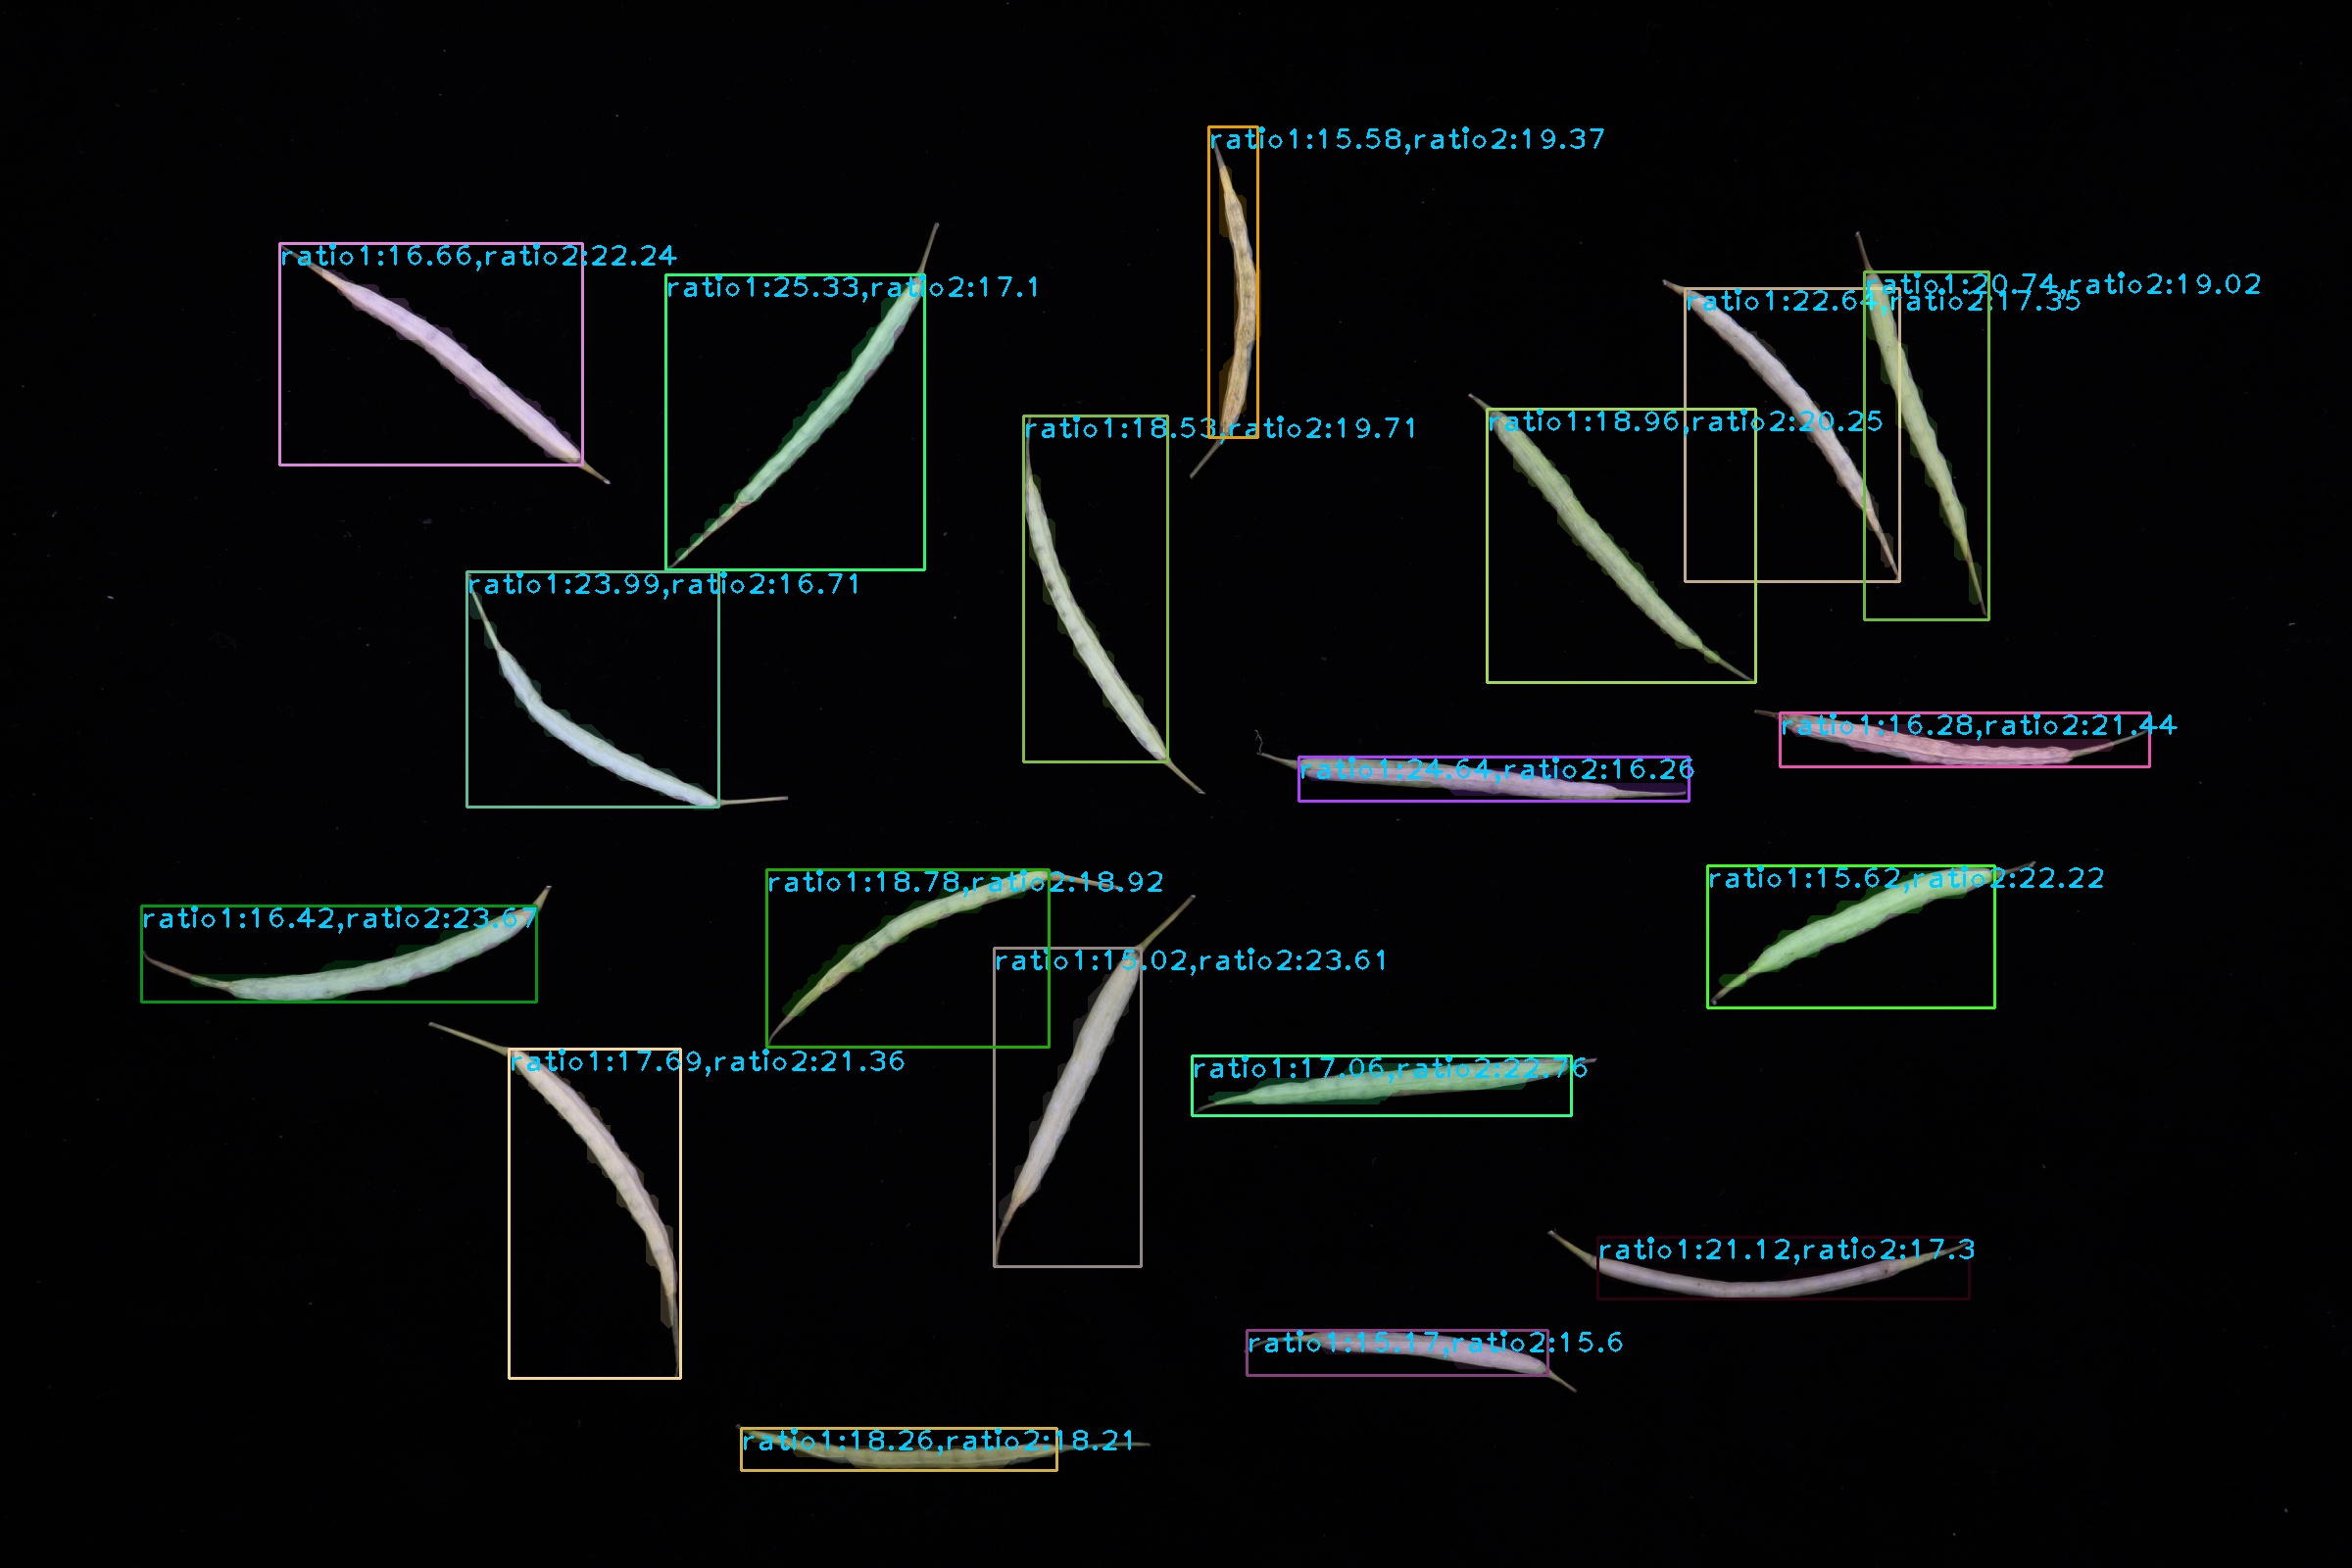 ratio1:15.58,ratio2:19.37
ratio1:16.66,ratio2:22.24
ratio1:25.33,ratio2:17.1
ratio1:20.74,ratio2:19.02
ratio1:22.64,ratio2:17.35
ratio1:18.96,ratio2:20.25
ratio1:18.53,ratio2:19.71
ratio1:23.99,ratio2:16.71
ratio1:16.28,ratio2:21.44
ratio1:24.64,ratio2:16.26
ratio1:15.62,ratio2:22.22
ratio1:18.78,ratio2:18.92
ratio1:16.42,ratio2:23.67
ratio1:15.02,ratio2:23.61
ratio1:17.69,ratio2:21.36
ratio1:17.06,ratio2:22.76
ratio1:21.12,ratio2:17.3
ratio1:15.17,ratio2:15.6
ratio1:18.26,ratio2:18.21